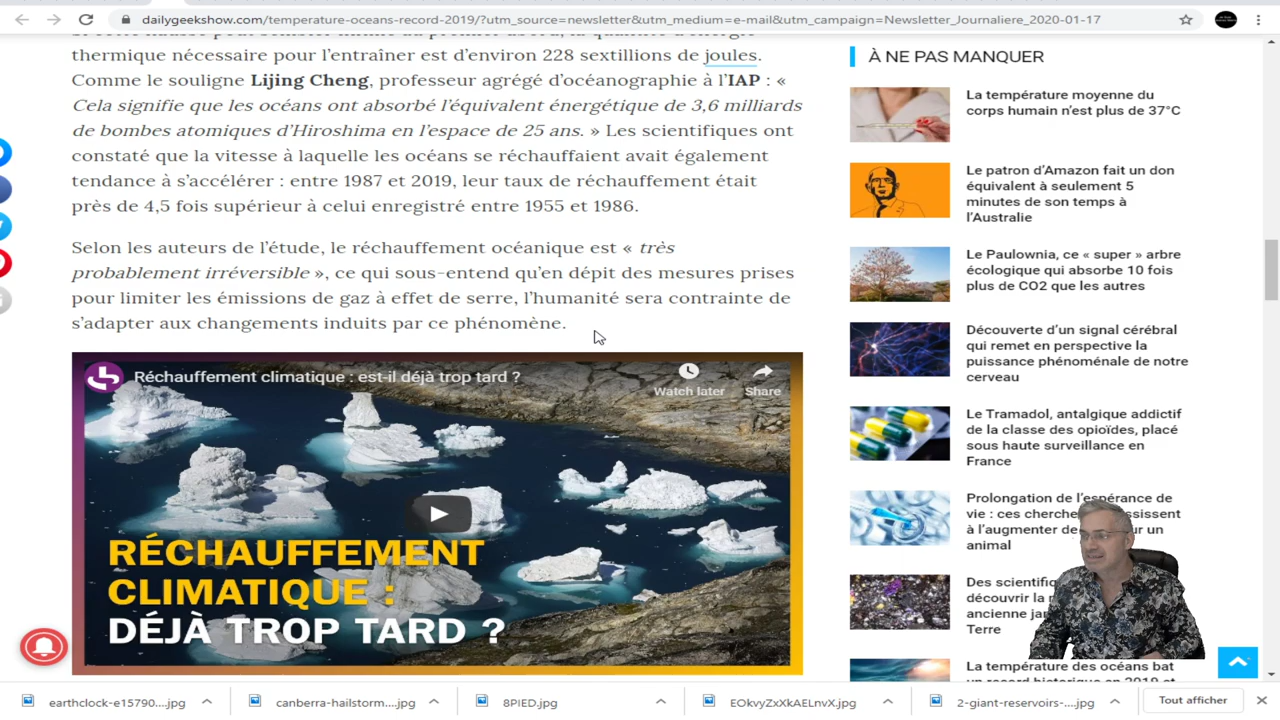 dailygeekshow.com/temperature-oceans-record-2019/?utm_source=newsletter&utm_medium=e-mail&utm_campaign=Newsletter_Journaliere_2020-01-17
thermique nécessaire pour l'entraîner est d'environ 228 sextillions de joules.
Comme le souligne Lijing Cheng, professeur agrégé d'océanographie à l'IAP : «
Cela signifie que les océans ont absorbé l'équivalent énergétique de 3,6 milliards
de bombes atomiques d'Hiroshima en l'espace de 25 ans. » Les scientifiques ont
constaté que la vitesse à laquelle les océans se réchauffaient avait également
tendance à s'accélérer : entre 1987 et 2019, leur taux de réchauffement était
près de 4,5 fois supérieur à celui enregistré entre 1955 et 1986.
Selon les auteurs de l'étude, le réchauffement océanique est « très
probablement irréversible », ce qui sous-entend qu'en dépit des mesures prises
pour limiter les émissions de gaz à effet de serre, l'humanité sera contrainte de
s'adapter aux changements induits par ce phénomène.
Réchauffement climatique : est-il déjà trop tard ?
Watch later
Share
RÉCHAUFFEMENT
CLIMATIQUE :
DÉJÀ TROP TARD ?
À NE PAS MANQUER
La température moyenne du
corps humain n'est plus de 37°C
Le patron d'Amazon fait un don
équivalent à seulement 5
minutes de son temps à
l'Australie
Le Paulownia, ce « super » arbre
écologique qui absorbe 10 fois
plus de CO2 que les autres
Découverte d'un signal cérébral
qui remet en perspective la
puissance phénoménale de notre
cerveau
Le Tramadol, antalgique addictif
de la classe des opioïdes, placé
sous haute surveillance en
France
Prolongation de l'espérance de
vie : ces
à l'augmenter de un
animal
Des
découvrir la
ancienne
Terre
La température des océans bat
earthclock-e15790....jpg
canberra-hailstorm....jpg
8PIED.jpg
EOkvyZxXkAELnvX.jpg
2-giant-reservoirs-....jpg
Tout afficher